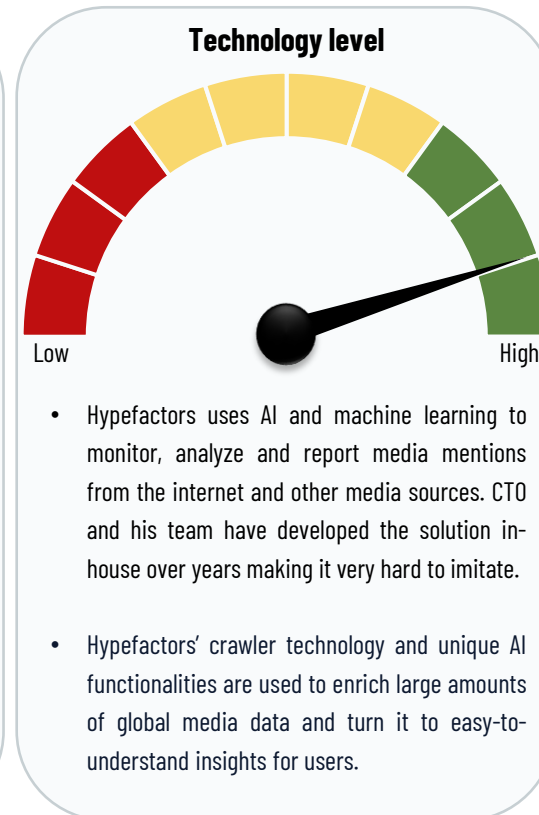 Technology level
Low
High
• Hypefactors uses AI and machine learning to
monitor, analyze and report media mentions
from the internet and other media sources. CTO
and his team have developed the solution in-
house over years making it very hard to imitate.
• Hypefactors’ crawler technology and unique AI
functionalities are used to enrich large amounts
of global media data and turn it to easy-to-
understand insights for users.